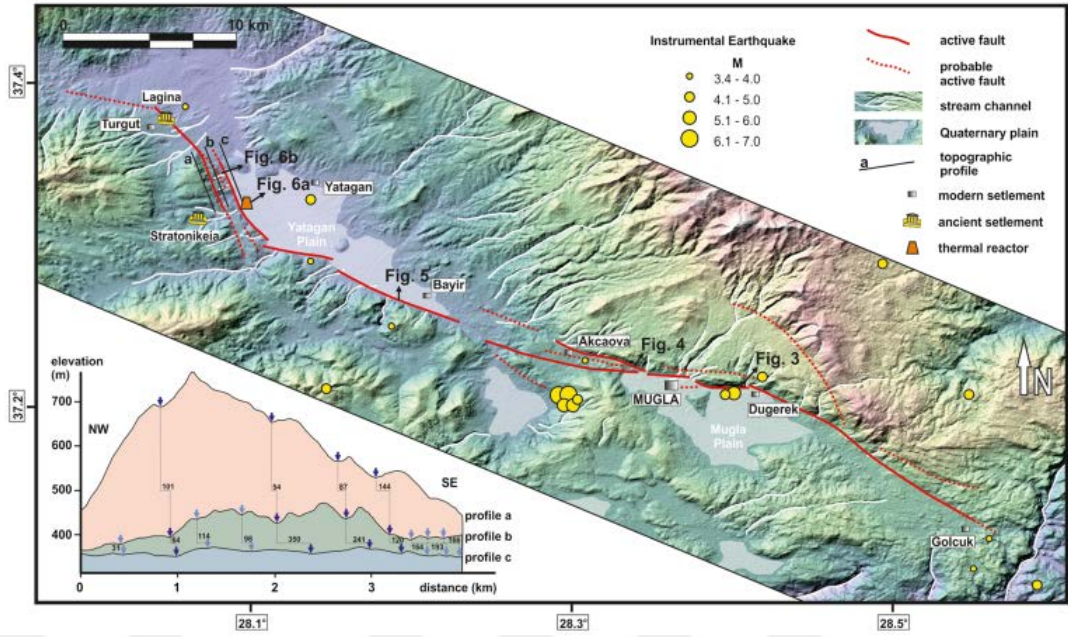 0 10 km
37.4°
37.2°
Instrumental Earthquake
M
3.4 - 4.0
4.1 - 5.0
5.1 - 6.0
6.1 - 7.0
active fault
probable
active fault
stream channel
Quaternary plain
a topographic
profile
modern setlement
ancient setlement
thermal reactor
Lagina
Turgut
a b c
Fig. 6b
Fig. 6a
Yatagan
Stratonikeia
Yatagan
Plain
Fig. 5
Bayir
Akcaova
Fig. 4
Fig. 3
MUGLA
Dugerek
Mugla
Plain
Golcuk
N
elevation
(m)
700
600
500
400
NW
SE
101 54 87 144
profile a
31 64 114 96 390 241 120 164 193 188
profile b
profile c
0 1 2 3
distance (km)
28.1° 28.3° 28.5°